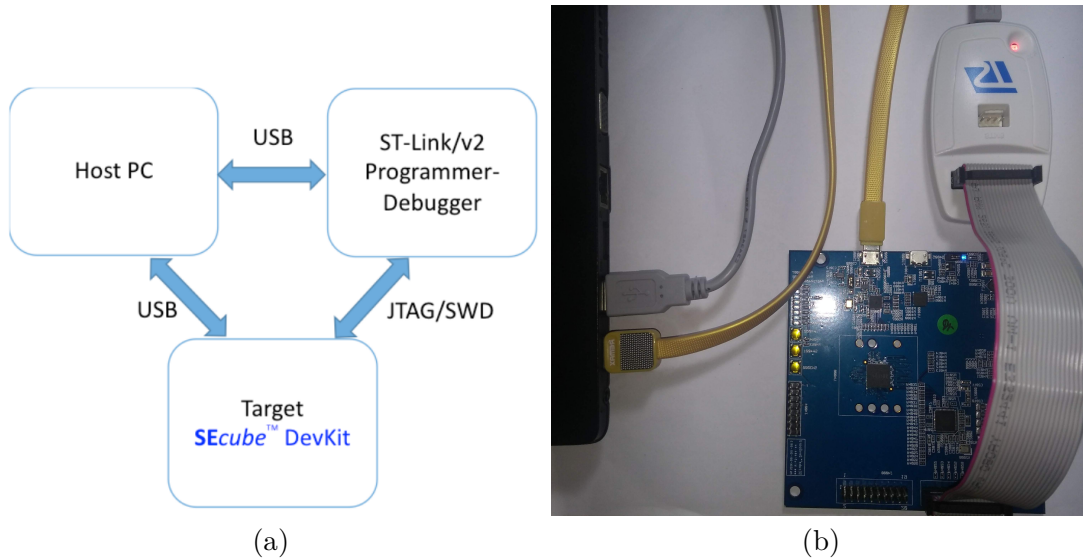 Host PC
USB
ST-Link/v2
Programmer-
Debugger
USB
JTAG/SWD
Target
SEcube™ DevKit
(a)
(b)